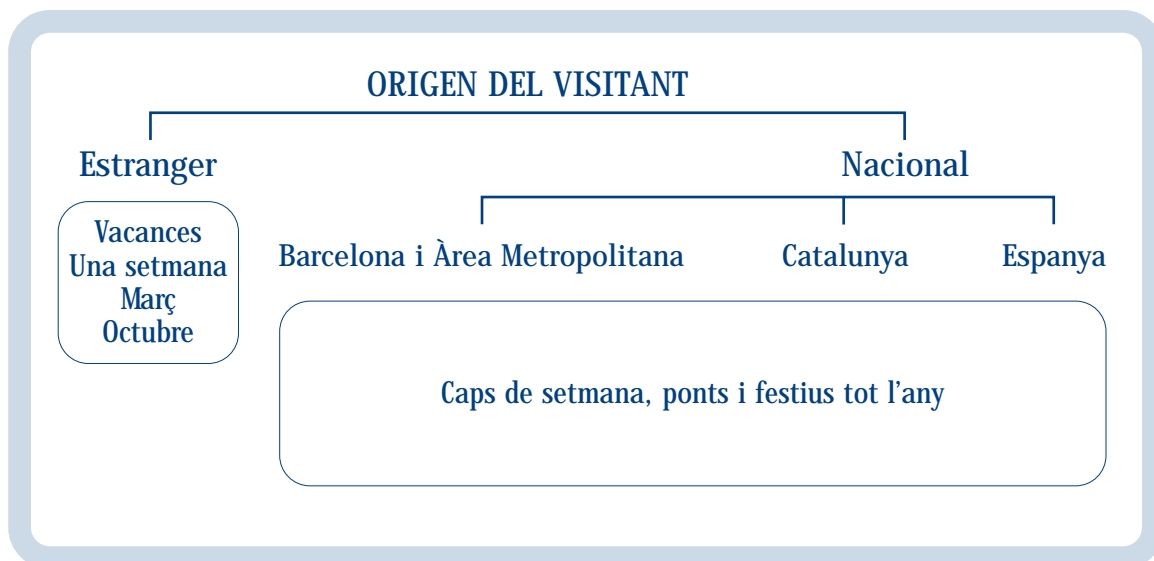 ORIGEN DEL VISITANT
Estranger
Nacional
Vacances
Una setmana
Març
Octubre
Barcelona i Àrea Metropolitana
Catalunya
Espanya
Caps de setmana, ponts i festius tot l’any